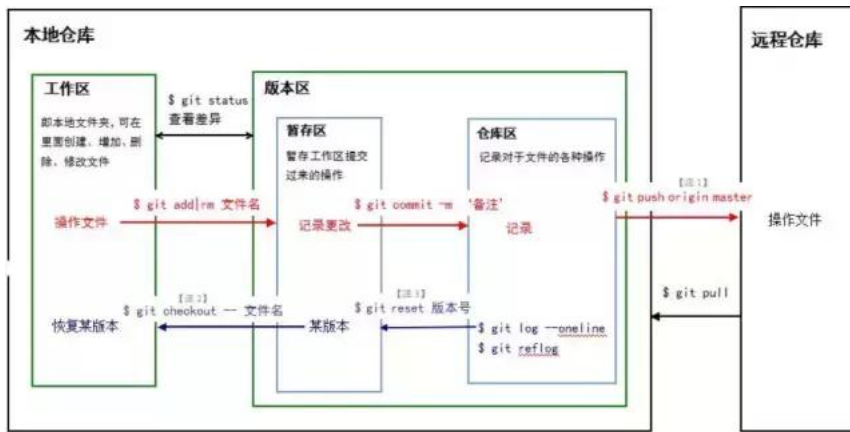 本地仓库
远程仓库
工作区
即本地文件夹,可在
里面创建、增加、删
除、修改文件
$ git status
查看差异
版本区
暂存区
暂存工作区提交
过来的操作
仓库区
记录对于文件的各种操作
操作文件
$ git add|rm 文件名
记录更改
$ git commit -m '备注'
记录
【注1】
$ git push origin master
操作文件
恢复某版本
【注2】
$ git checkout -- 文件名
某版本
【注3】
$ git reset 版本号
$ git log --oneline
$ git reflog
$ git pull